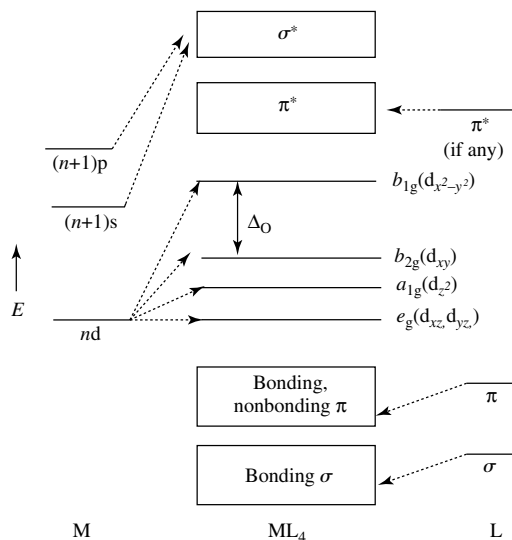 σ*
π*
π*
(if any)
(n+1)p
b₁g(dx²–y²)
(n+1)s
ΔO
b₂g(dxy)
E
a₁g(dz²)
nd
eg(dxz, dyz,)
Bonding,
nonbonding π
π
Bonding σ
σ
M
ML₄
L